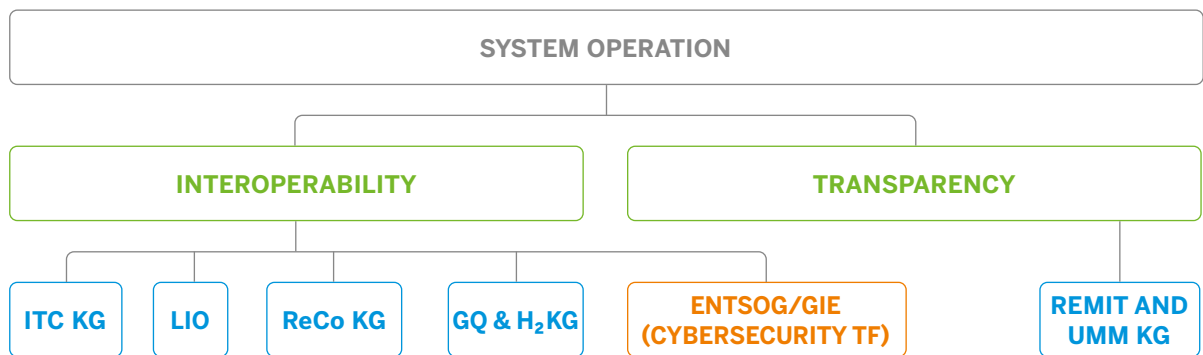 SYSTEM OPERATION
INTEROPERABILITY
TRANSPARENCY
ITC KG
LIO
ReCo KG
GQ & H₂KG
ENTSOG/GIE
(CYBERSECURITY TF)
REMIT AND
UMM KG